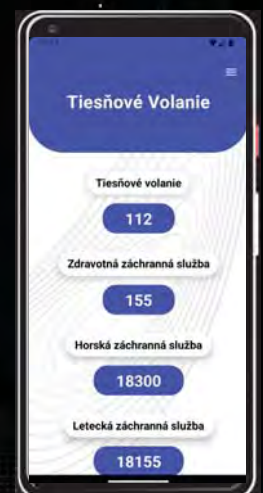 Tiesňové Volanie
Tiesňové volanie
112
Zdravotná záchranná služba
155
Horská záchranná služba
18300
Letecká záchranná služba
18155